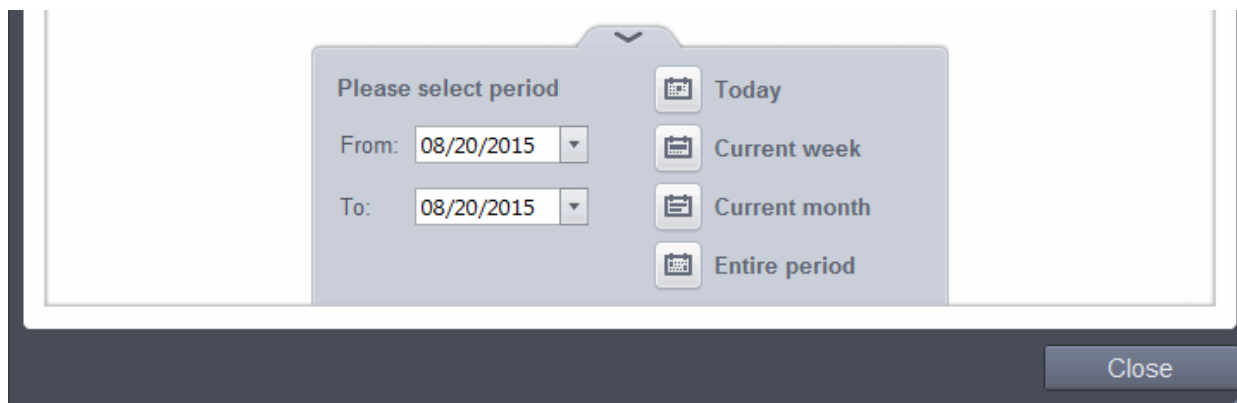 Please select period
From: 08/20/2015
To: 08/20/2015
Today
Current week
Current month
Entire period
Close